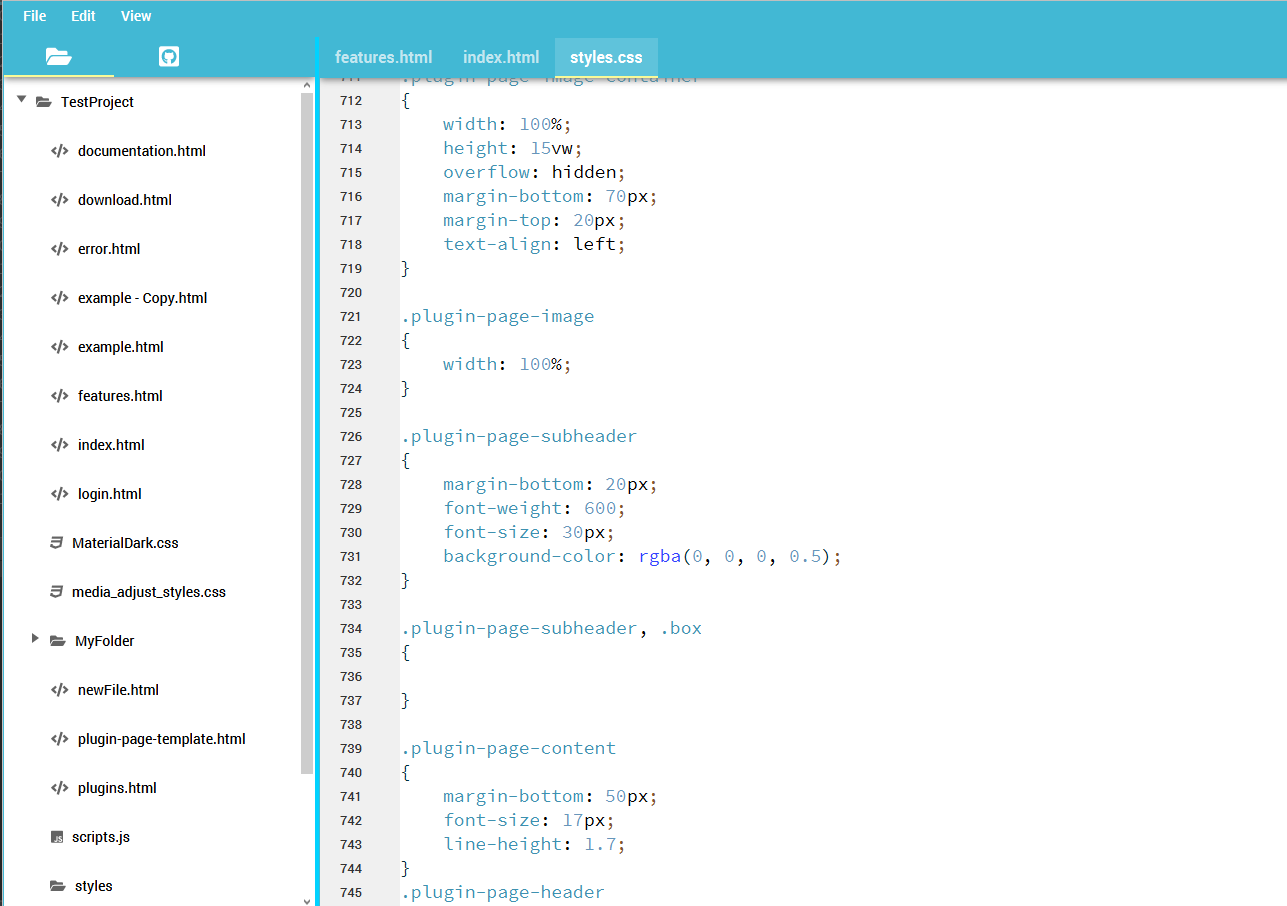 File Edit View
features.html index.html styles.css
TestProject
documentation.html
download.html
error.html
example - Copy.html
example.html
features.html
index.html
login.html
MaterialDark.css
media_adjust_styles.css
MyFolder
newFile.html
plugin-page-template.html
plugins.html
JS scripts.js
styles
711 .plugin-page-image-container
712 {
713 width: 100%;
714 height: 15vw;
715 overflow: hidden;
716 margin-bottom: 70px;
717 margin-top: 20px;
718 text-align: left;
719 }
720
721 .plugin-page-image
722 {
723 width: 100%;
724 }
725
726 .plugin-page-subheader
727 {
728 margin-bottom: 20px;
729 font-weight: 600;
730 font-size: 30px;
731 background-color: rgba(0, 0, 0, 0.5);
732 }
733
734 .plugin-page-subheader, .box
735 {
736
737 }
738
739 .plugin-page-content
740 {
741 margin-bottom: 50px;
742 font-size: 17px;
743 line-height: 1.7;
744 }
745 .plugin-page-header